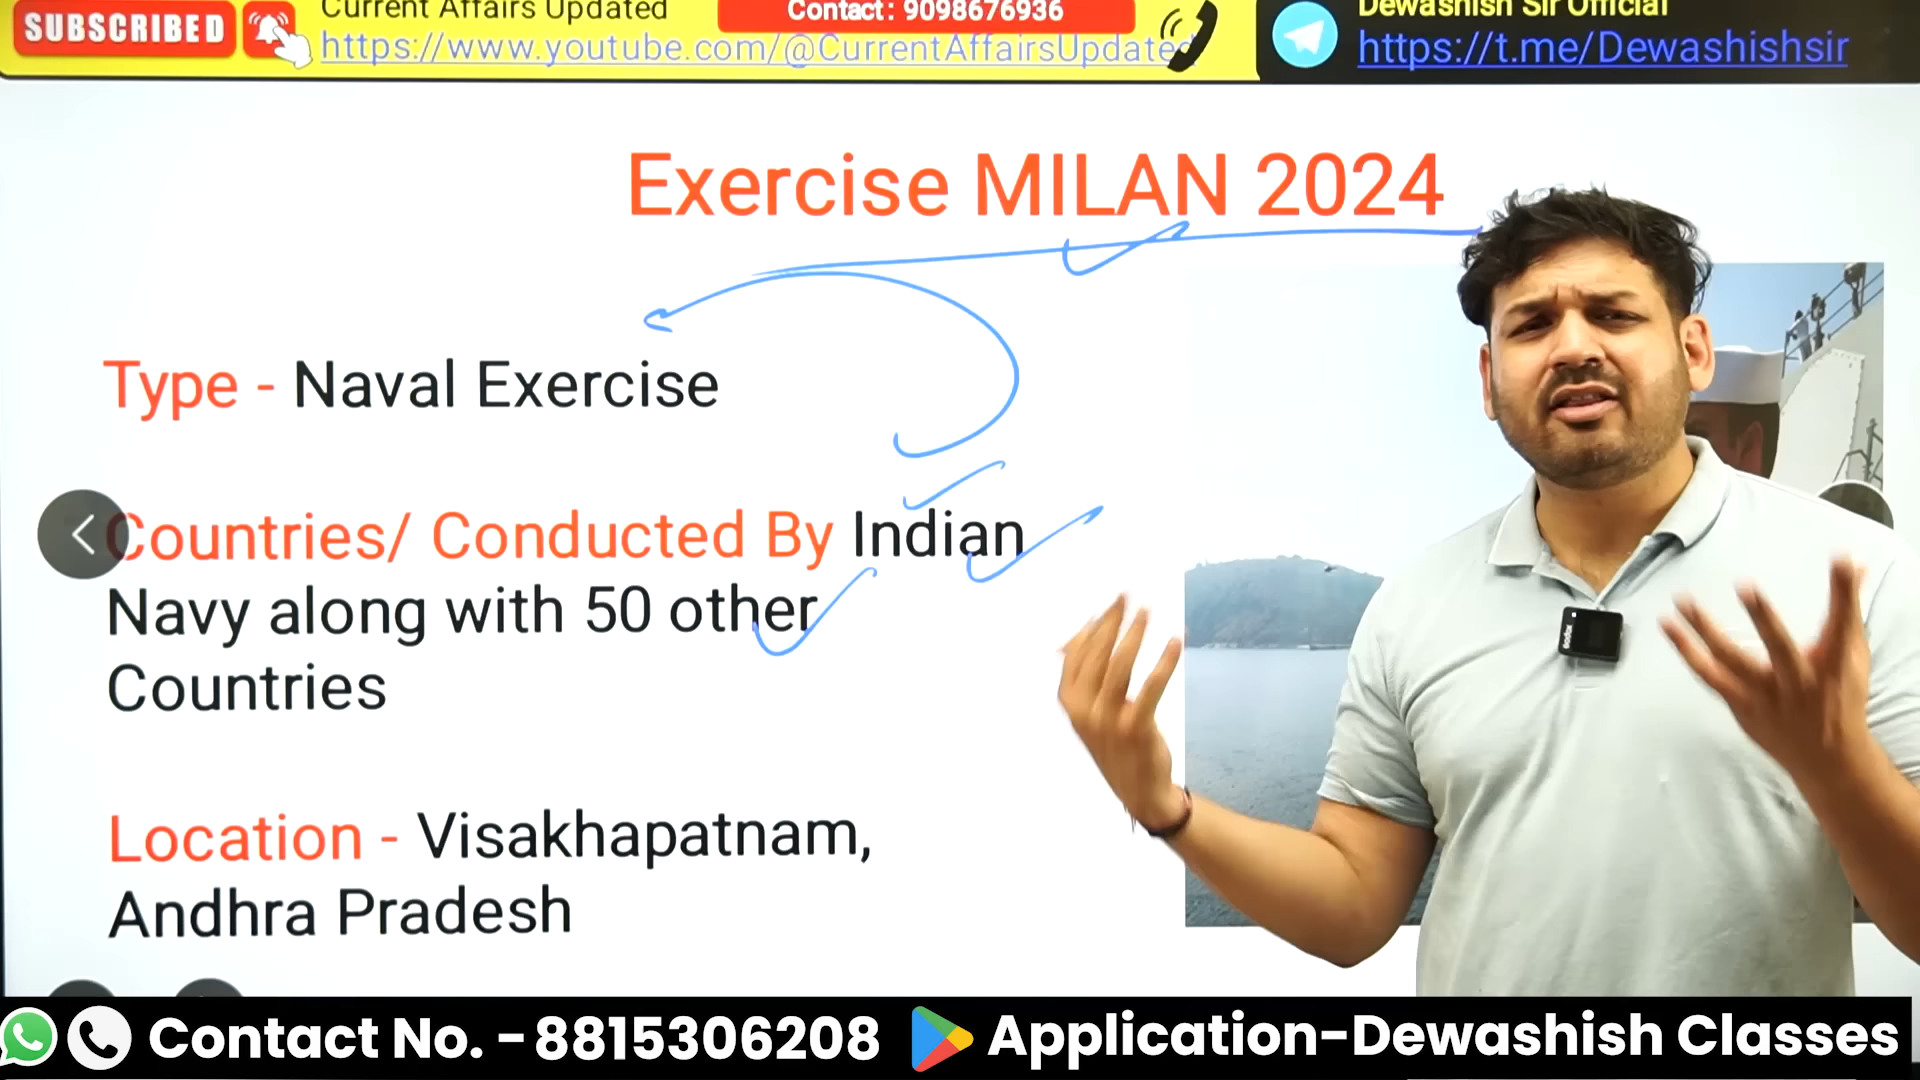 SUBSCRIBED
Current Affairs Updated
https://www.youtube.com/@CurrentAffairsUpdated
Contact: 9098676936
Dewashish Sir Official
https://t.me/Dewashishsir
Exercise MILAN 2024
Type - Naval Exercise
Countries/ Conducted By Indian
Navy along with 50 other
Countries
Location - Visakhapatnam,
Andhra Pradesh
Contact No. - 8815306208
Application-Dewashish Classes